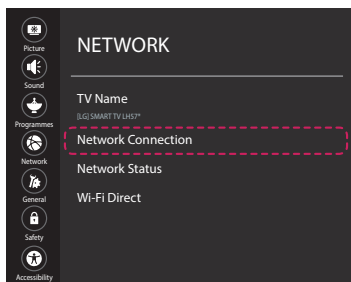 Picture
Sound
Programmes
Network
General
Safety
Accessibility
NETWORK
TV Name
[LG] SMART TV LH57*
Network Connection
Network Status
Wi-Fi Direct